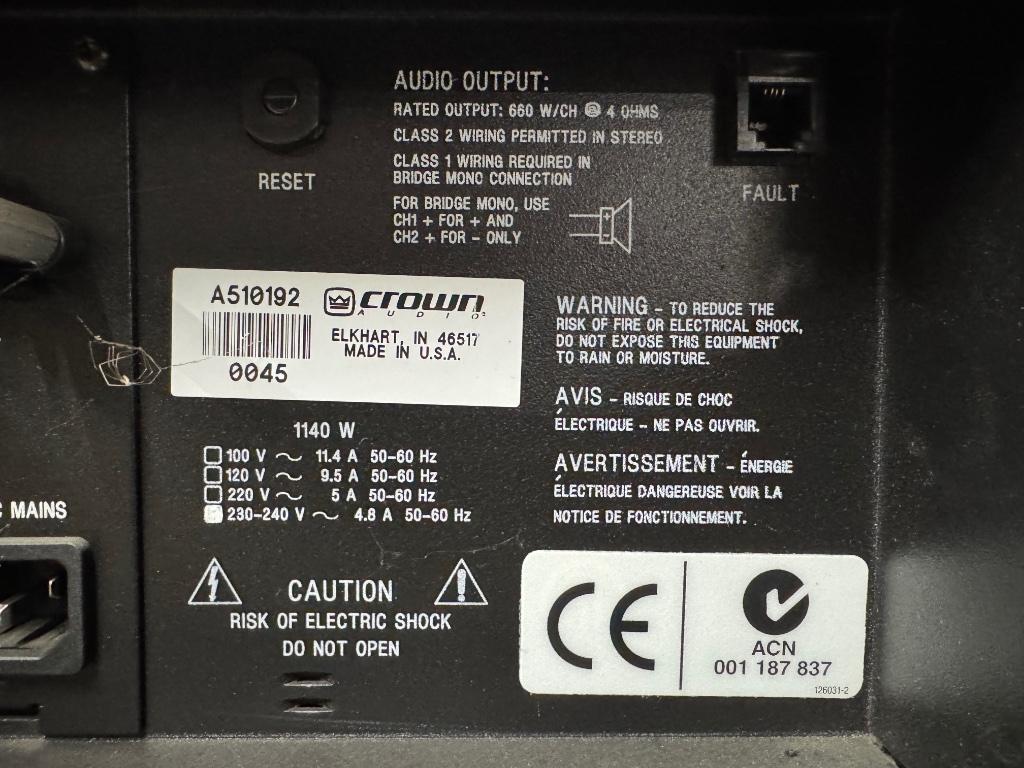 RESET
AUDIO OUTPUT:
RATED OUTPUT: 660 W/CH @ 4 OHMS
CLASS 2 WIRING PERMITTED IN STEREO
CLASS 1 WIRING REQUIRED IN
BRIDGE MONO CONNECTION
FOR BRIDGE MONO, USE
CH1 + FOR + AND
CH2 + FOR - ONLY
FAULT
A510192
0045
crown
AUDIO
ELKHART, IN 46517
MADE IN U.S.A.
1140 W
100 V ~ 11.4 A 50-60 Hz
120 V ~ 9.5 A 50-60 Hz
220 V ~ 5 A 50-60 Hz
230-240 V ~ 4.8 A 50-60 Hz
MAINS
CAUTION
RISK OF ELECTRIC SHOCK
DO NOT OPEN
WARNING - TO REDUCE THE
RISK OF FIRE OR ELECTRICAL SHOCK,
DO NOT EXPOSE THIS EQUIPMENT
TO RAIN OR MOISTURE.
AVIS - RISQUE DE CHOC
ÉLECTRIQUE - NE PAS OUVRIR.
AVERTISSEMENT - ÉNERGIE
ÉLECTRIQUE DANGEREUSE VOIR LA
NOTICE DE FONCTIONNEMENT.
CE
ACN
001 187 837
126031-2